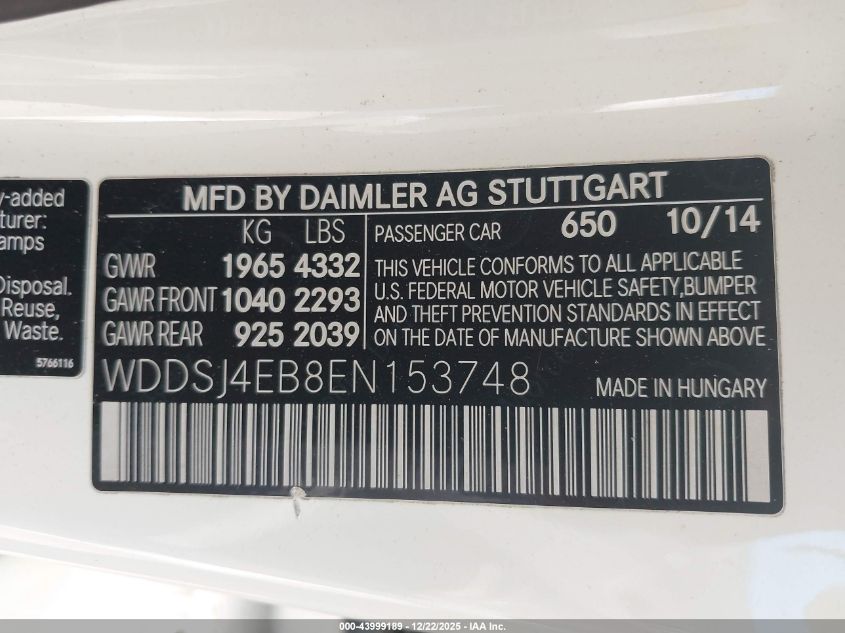 y-added
turer:
amps
Disposal.
Reuse,
Waste.
5766116
MFD BY DAIMLER AG STUTTGART
KG LBS
GVWR 1965 4332
GAWR FRONT 1040 2293
GAWR REAR 925 2039
PASSENGER CAR 650 10/14
THIS VEHICLE CONFORMS TO ALL APPLICABLE
U.S. FEDERAL MOTOR VEHICLE SAFETY,BUMPER
AND THEFT PREVENTION STANDARDS IN EFFECT
ON THE DATE OF MANUFACTURE SHOWN ABOVE
WDDSJ4EB8EN153748 MADE IN HUNGARY
000-43999189 - 12/22/2025 - IAA Inc.